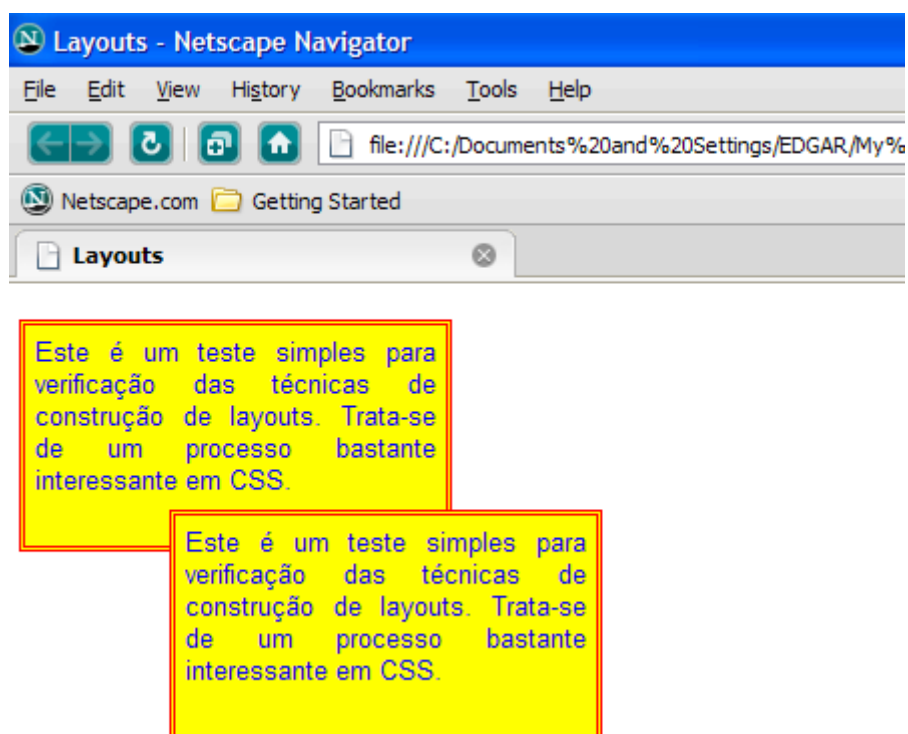 Layouts - Netscape Navigator
File Edit View History Bookmarks Tools Help
file:///C:/Documents%20and%20Settings/EDGAR/My%
Netscape.com Getting Started
Layouts
Este é um teste simples para
verificação das técnicas de
construção de layouts. Trata-se
de um processo bastante
interessante em CSS.
Este é um teste simples para
verificação das técnicas de
construção de layouts. Trata-se
de um processo bastante
interessante em CSS.